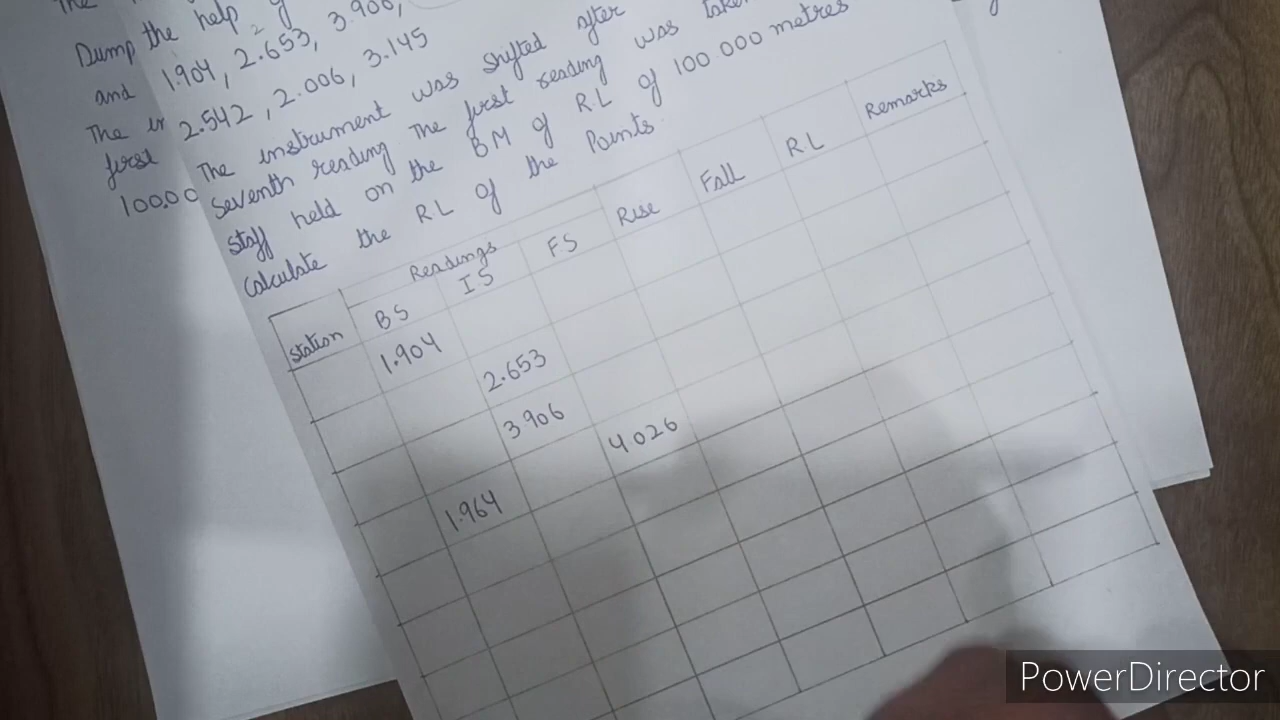 The
Dump the help
and 1.904, 2.653, 3.906,
The in 2.542, 2.006, 3.145
first The instrument was shifted after
100.00 seventh reading The first reading was taken
staff held on the BM of RL of 100 000 metres
calculate the RL of the Points.
Station Readings Rise Fall RL Remarks
BS IS FS
1.904
2.653
3 906
1.964 4.026
PowerDirector